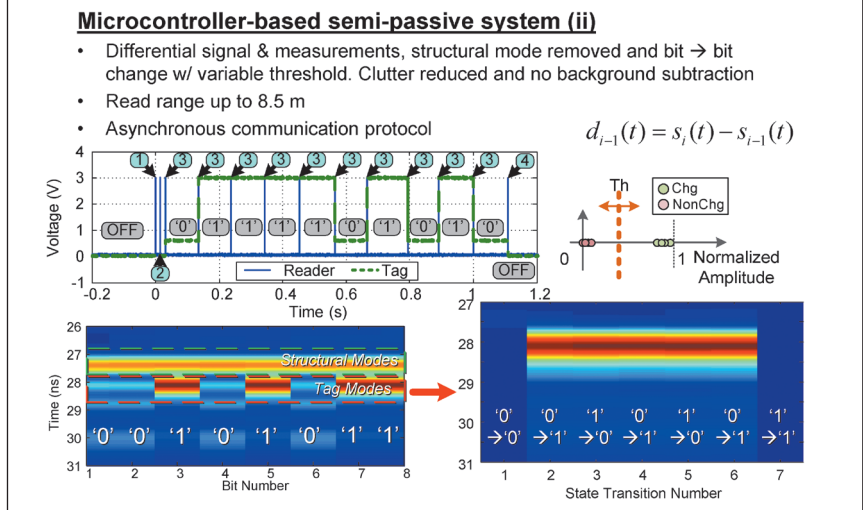 Microcontroller-based semi-passive system (ii)
• Differential signal & measurements, structural mode removed and bit → bit
change w/ variable threshold. Clutter reduced and no background subtraction
• Read range up to 8.5 m
• Asynchronous communication protocol
d_{i-1}(t) = s_i(t) − s_{i-1}(t)
4
3
2
1
0
-1
Voltage (V)
1 3 3 3 3 3 3 3 3 3 3 4
OFF '0' '1' '1' '1' '1' '0' '1' '0' '1' '0'
2
OFF
Reader Tag
-0.2 0 0.2 0.4 0.6 0.8 1 1.2
Time (s)
Th
Chg
NonChg
0 1 Normalized
Amplitude
26
27
28
29
30
31
Time (ns)
Structural Modes
Tag Modes
'0' '0' '1' '0' '1' '0' '1' '1'
1 2 3 4 5 6 7 8
Bit Number
27
28
29
30
31
'0' '0' '1' '0' '1' '0' '1'
→'0' →'1' →'0' →'1' →'0' →'1' →'1'
1 2 3 4 5 6 7
State Transition Number